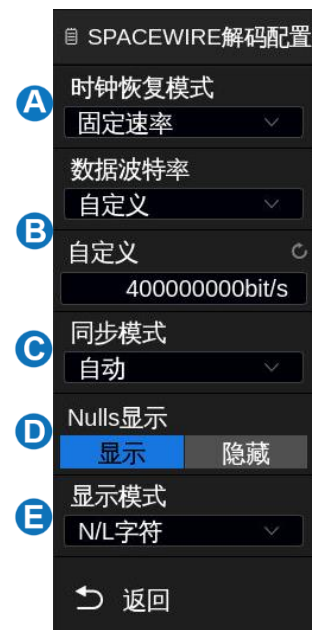 SPACEWIRE解码配置
A
时钟恢复模式
固定速率
数据波特率
自定义
B
自定义
400000000bit/s
C
同步模式
自动
D
Nulls显示
显示 隐藏
E
显示模式
N/L字符
返回